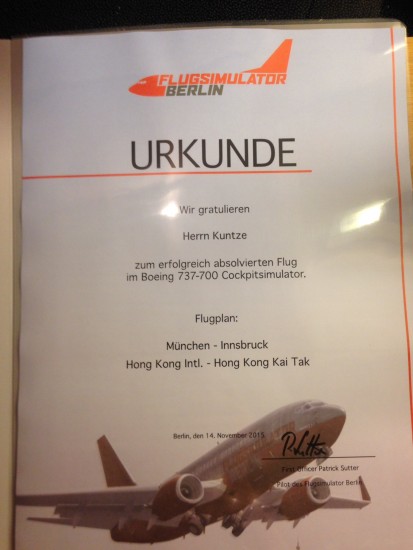 FLUGSIMULATOR
BERLIN
URKUNDE
Wir gratulieren
Herrn Kuntze
zum erfolgreich absolvierten Flug
im Boeing 737-700 Cockpitsimulator.
Flugplan:
München - Innsbruck
Hong Kong Intl. - Hong Kong Kai Tak
Berlin, den 14. November 2015
First Officer Patrick Sutter
Pilot des Flugsimulator Berlin